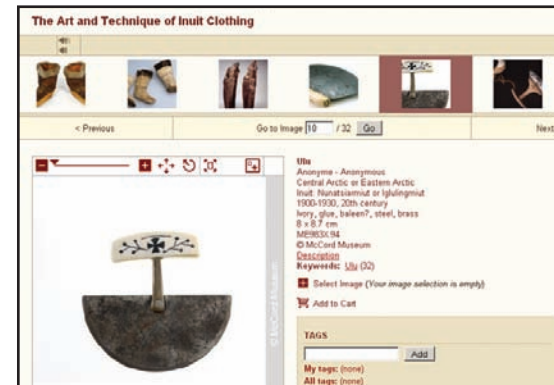 The Art and Technique of Inuit Clothing
< Previous
Go to Image 10 / 32 Go
Next
Ulu
Anonyme - Anonymous
Central Arctic or Eastern Arctic
Inuit: Nunatsiarmiut or Iglulingmiut
1900-1930, 20th century
Ivory, glue, baleen?, steel, brass
8 x 8.7 cm
ME983X.94
© McCord Museum
Description
Keywords: Ulu (32)
Select Image (Your image selection is empty)
Add to Cart
© McCord Museum
TAGS
Add
My tags: (none)
All tags: (none)